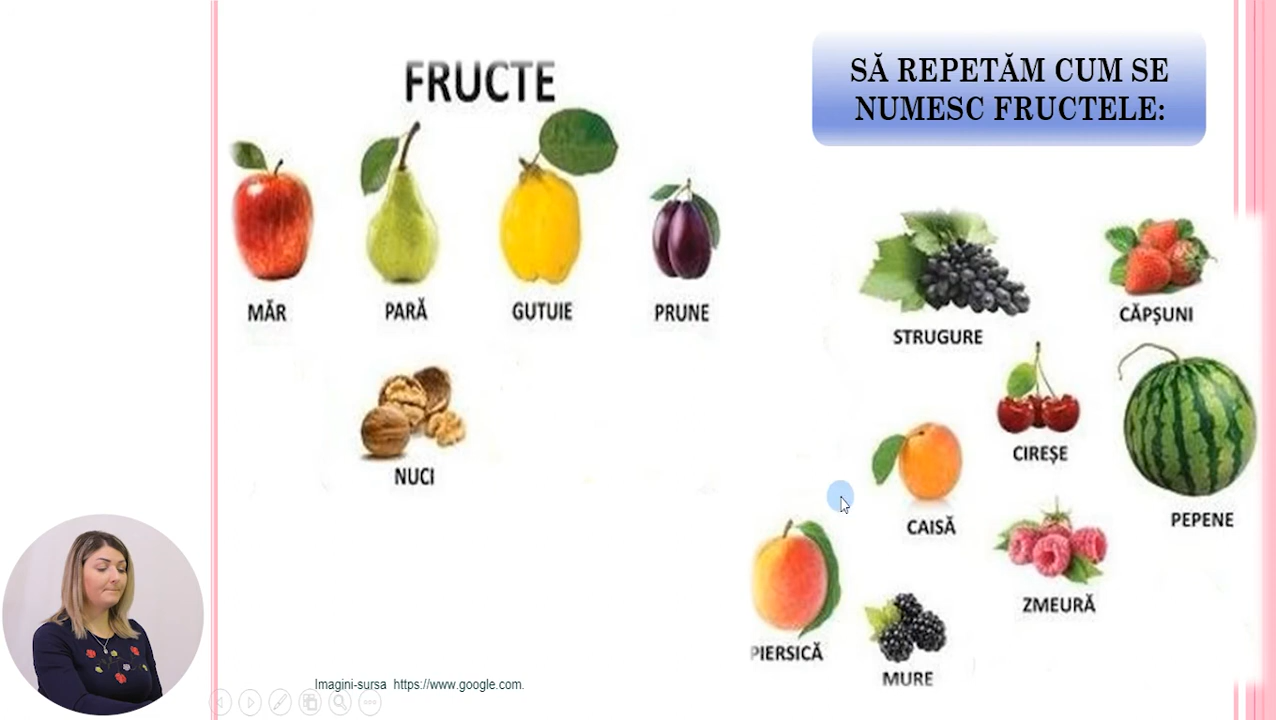 FRUCTE
SĂ REPETĂM CUM SE
NUMESC FRUCTELE:
MĂR
PARĂ
GUTUIE
PRUNE
STRUGURE
CĂPȘUNI
NUCI
CIREȘE
CAISĂ
PEPENE
ZMEURĂ
PIERSICĂ
MURE
Imagini-sursa https://www.google.com.